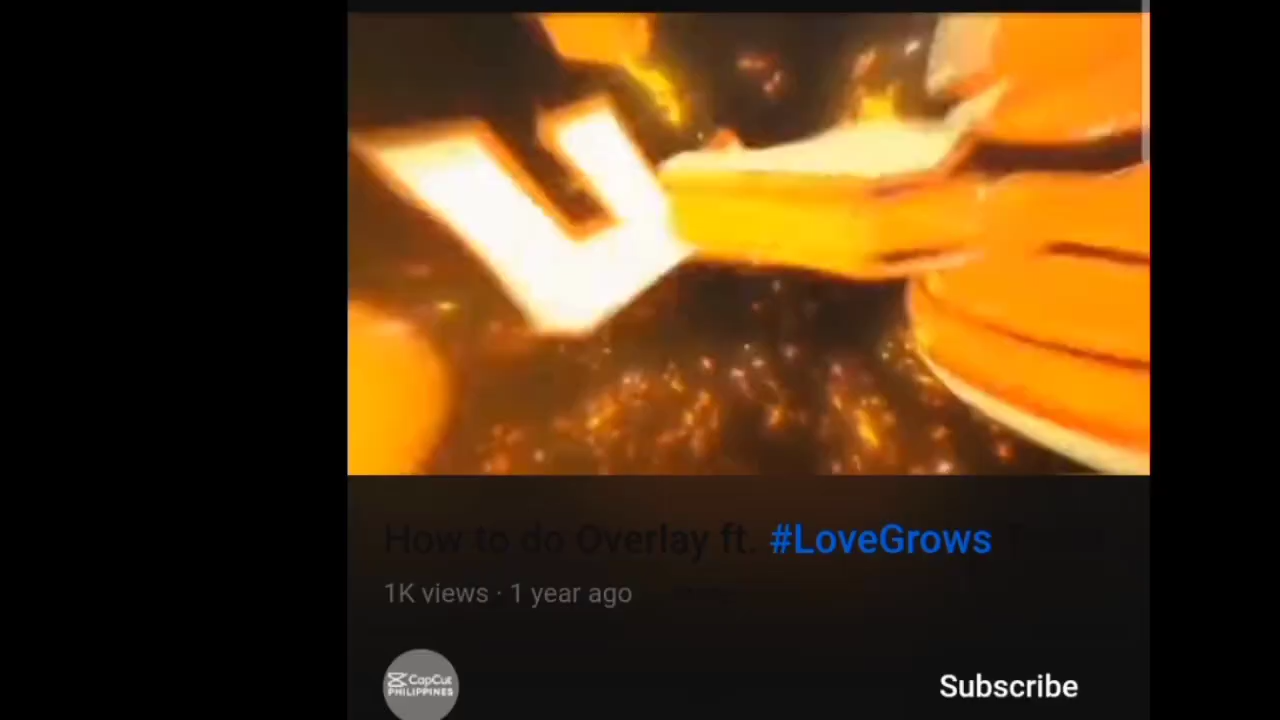 How to do Overlay ft. #LoveGrows
1K views · 1 year ago
CapCut
PHILIPPINES
Subscribe